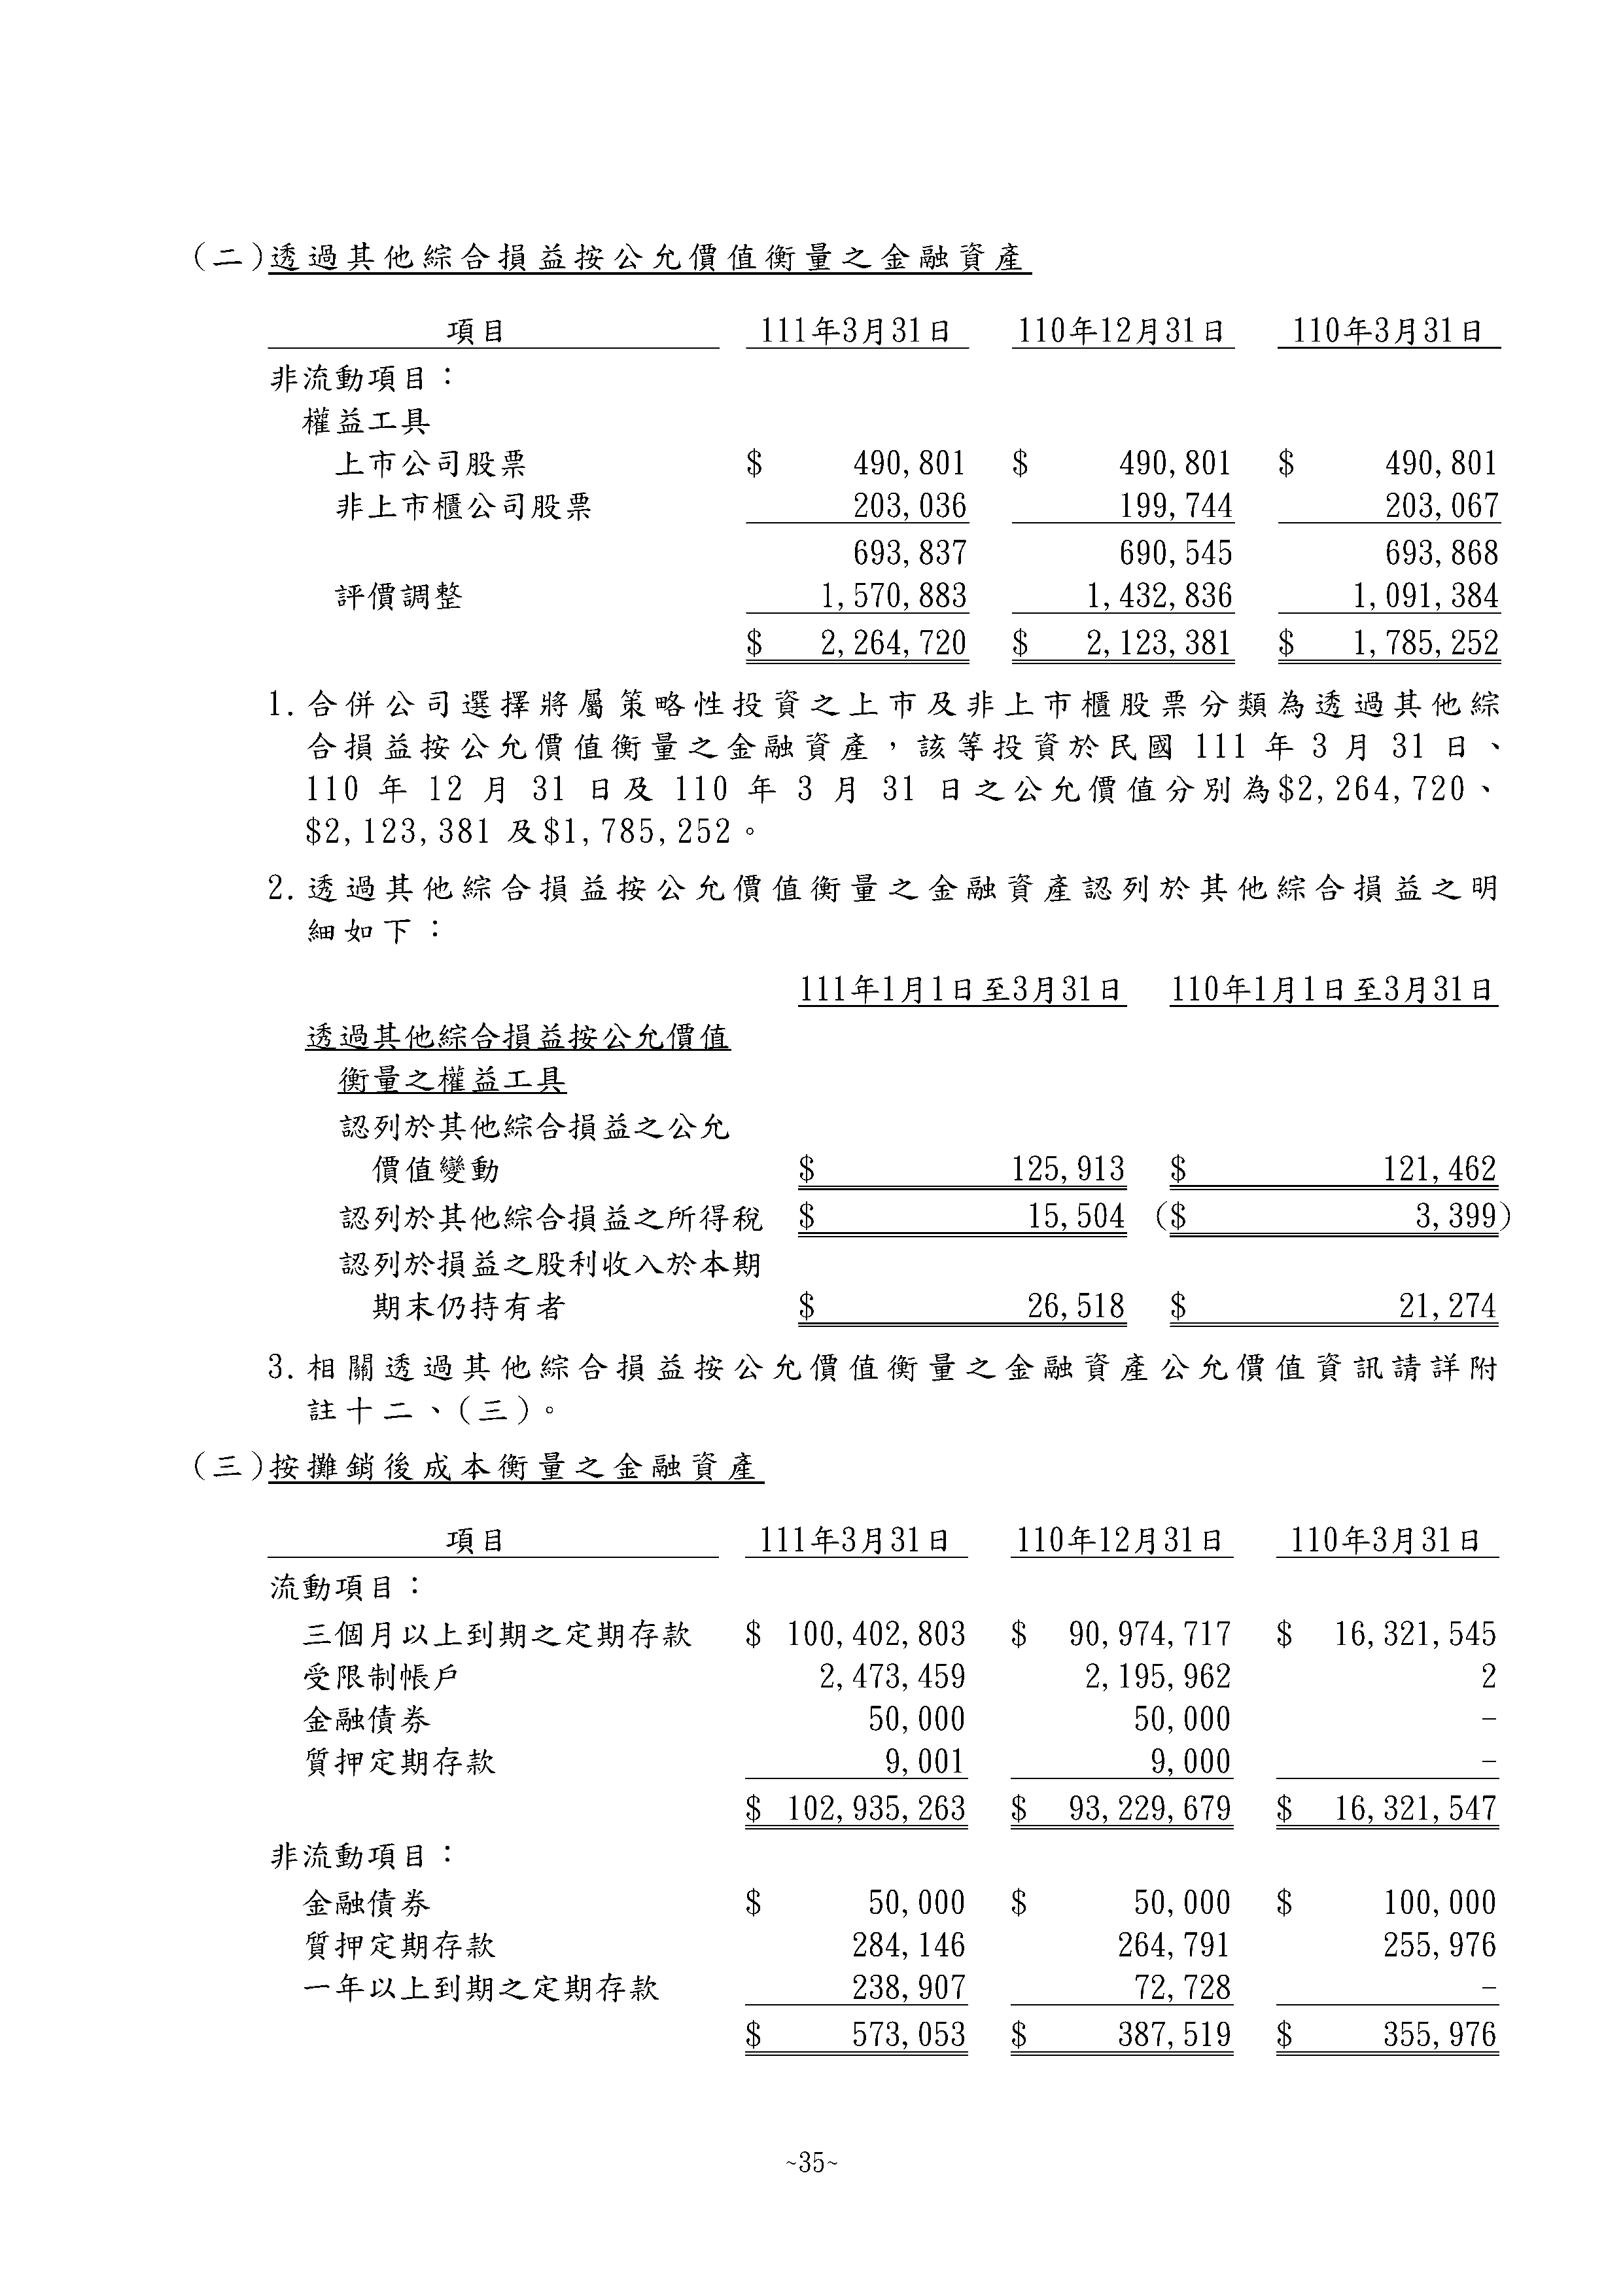 (二)透過其他綜合損益按公允價值衡量之金融資產
項目 111年3月31日 110年12月31日 110年3月31日
非流動項目：
權益工具
上市公司股票 $ 490,801 $ 490,801 $ 490,801
非上市櫃公司股票 203,036 199,744 203,067
693,837 690,545 693,868
評價調整 1,570,883 1,432,836 1,091,384
$ 2,264,720 $ 2,123,381 $ 1,785,252
1.合併公司選擇將屬策略性投資之上市及非上市櫃股票分類為透過其他綜
合損益按公允價值衡量之金融資產，該等投資於民國 111 年 3 月 31 日、
110 年 12 月 31 日及 110 年 3 月 31 日之公允價值分別為$2,264,720、
$2,123,381 及$1,785,252。
2.透過其他綜合損益按公允價值衡量之金融資產認列於其他綜合損益之明
細如下：
111年1月1日至3月31日 110年1月1日至3月31日
透過其他綜合損益按公允價值
衡量之權益工具
認列於其他綜合損益之公允
價值變動 $ 125,913 $ 121,462
認列於其他綜合損益之所得稅 $ 15,504 ($ 3,399)
認列於損益之股利收入於本期
期末仍持有者 $ 26,518 $ 21,274
3.相關透過其他綜合損益按公允價值衡量之金融資產公允價值資訊請詳附
註十二、(三)。
(三)按攤銷後成本衡量之金融資產
項目 111年3月31日 110年12月31日 110年3月31日
流動項目：
三個月以上到期之定期存款 $ 100,402,803 $ 90,974,717 $ 16,321,545
受限制帳戶 2,473,459 2,195,962 2
金融債券 50,000 50,000 -
質押定期存款 9,001 9,000 -
$ 102,935,263 $ 93,229,679 $ 16,321,547
非流動項目：
金融債券 $ 50,000 $ 50,000 $ 100,000
質押定期存款 284,146 264,791 255,976
一年以上到期之定期存款 238,907 72,728 -
$ 573,053 $ 387,519 $ 355,976
~35~